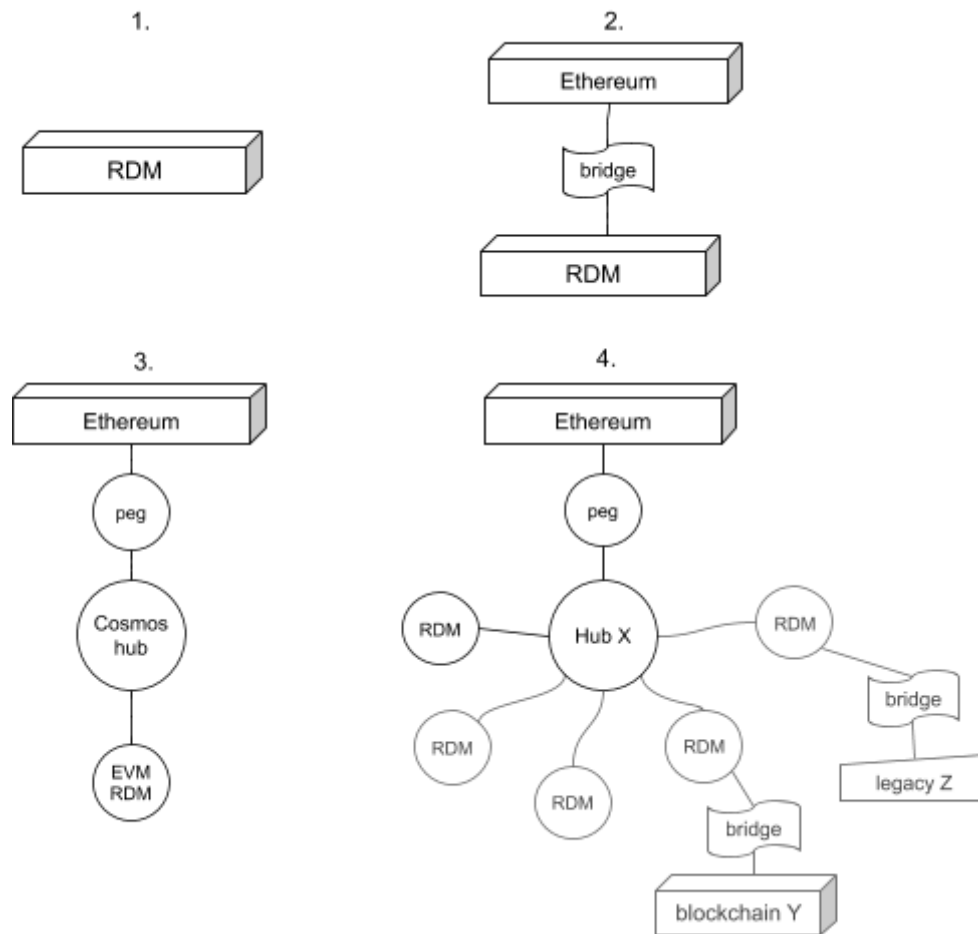 1.
RDM
2.
Ethereum
bridge
RDM
3.
Ethereum
peg
Cosmos
hub
EVM
RDM
4.
Ethereum
peg
Hub X
RDM
RDM
RDM
RDM
bridge
blockchain Y
RDM
bridge
legacy Z